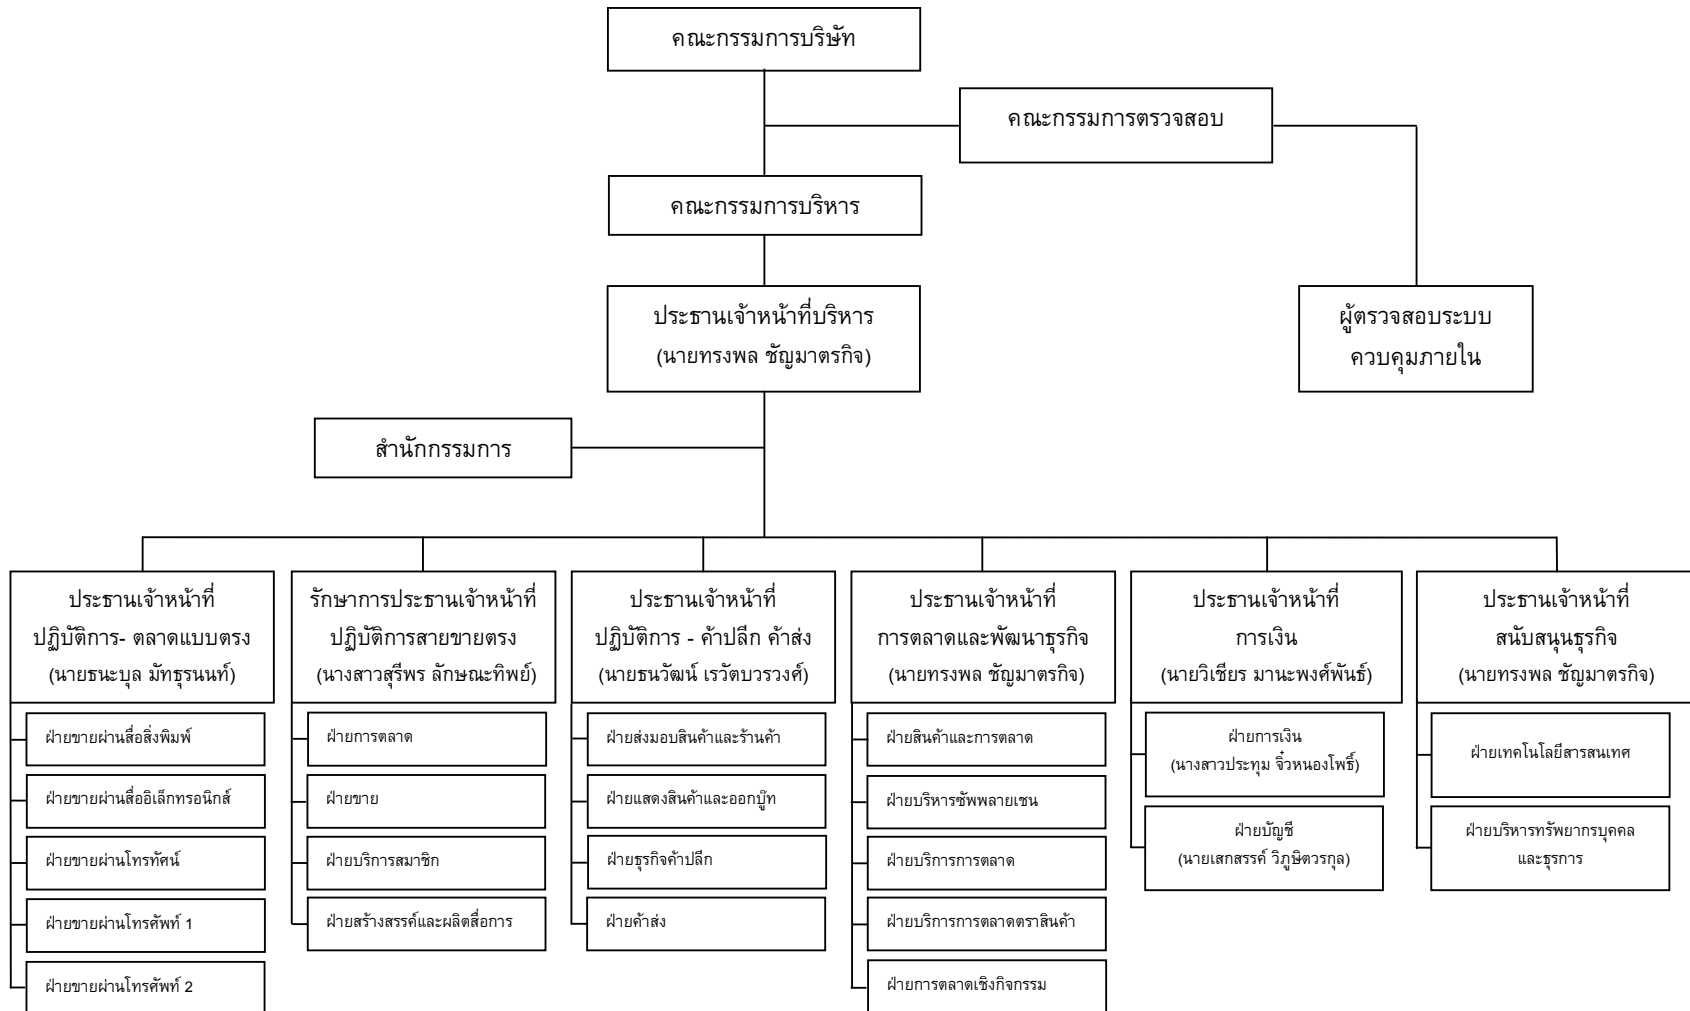 คณะกรรมการบริษัท
คณะกรรมการตรวจสอบ
คณะกรรมการบริหาร
ประธานเจ้าหน้าที่บริหาร
(นายทรงพล ชัญมาตรกิจ)
ผู้ตรวจสอบระบบ
ควบคุมภายใน
สำนักกรรมการ
ประธานเจ้าหน้าที่
ปฏิบัติการ- ตลาดแบบตรง
(นายธนะบุล มัทธุรนนท์)
รักษาการประธานเจ้าหน้าที่
ปฏิบัติการสายขายตรง
(นางสาวสุรีพร ลักษณะทิพย์)
ประธานเจ้าหน้าที่
ปฏิบัติการ - ค้าปลีก ค้าส่ง
(นายธนวัฒน์ เรวัตบวรวงศ์)
ประธานเจ้าหน้าที่
การตลาดและพัฒนาธุรกิจ
(นายทรงพล ชัญมาตรกิจ)
ประธานเจ้าหน้าที่
การเงิน
(นายวิเชียร มานะพงศ์พันธ์)
ประธานเจ้าหน้าที่
สนับสนุนธุรกิจ
(นายทรงพล ชัญมาตรกิจ)
ฝ่ายขายผ่านสื่อสิ่งพิมพ์
ฝ่ายขายผ่านสื่ออิเล็กทรอนิกส์
ฝ่ายขายผ่านโทรทัศน์
ฝ่ายขายผ่านโทรศัพท์ 1
ฝ่ายขายผ่านโทรศัพท์ 2
ฝ่ายการตลาด
ฝ่ายขาย
ฝ่ายบริการสมาชิก
ฝ่ายสร้างสรรค์และผลิตสื่อการ
ฝ่ายส่งมอบสินค้าและร้านค้า
ฝ่ายแสดงสินค้าและออกบู๊ท
ฝ่ายธุรกิจค้าปลีก
ฝ่ายค้าส่ง
ฝ่ายสินค้าและการตลาด
ฝ่ายบริหารซัพพลายเชน
ฝ่ายบริการการตลาด
ฝ่ายบริการการตลาดตราสินค้า
ฝ่ายการตลาดเชิงกิจกรรม
ฝ่ายการเงิน
(นางสาวประทุม จิ๋วหนองโพธิ์)
ฝ่ายบัญชี
(นายเสกสรรค์ วิภูษิตวรกุล)
ฝ่ายเทคโนโลยีสารสนเทศ
ฝ่ายบริหารทรัพยากรบุคคล
และธุรการ